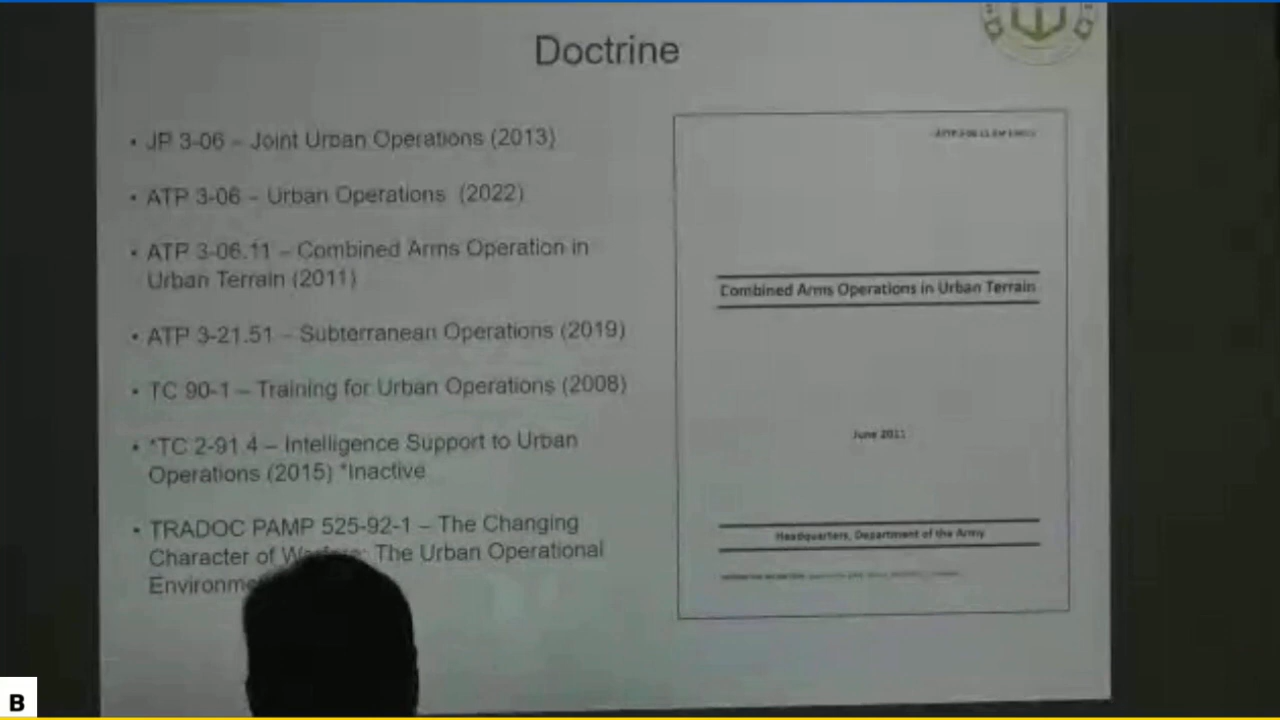 Doctrine
• JP 3-06 – Joint Urban Operations (2013)
• ATP 3-06 – Urban Operations (2022)
• ATP 3-06.11 – Combined Arms Operation in
Urban Terrain (2011)
• ATP 3-21.51 – Subterranean Operations (2019)
• TC 90-1 – Training for Urban Operations (2008)
• *TC 2-91.4 – Intelligence Support to Urban
Operations (2015) *Inactive
• TRADOC PAMP 525-92-1 – The Changing
Character of The Urban Operational
Combined Arms Operations in Urban Terrain
June 2011
Headquarters, Department of the Army
B